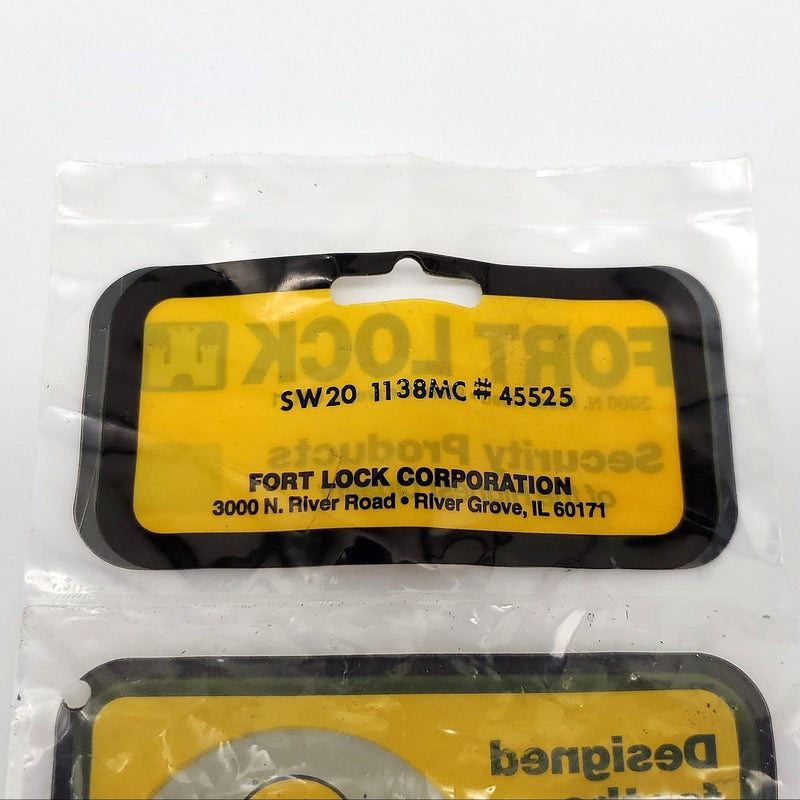 FORT LOCK
SW20 1138MC # 45525
Security Products
FORT LOCK CORPORATION
3000 N. River Road • River Grove, IL 60171
Designed